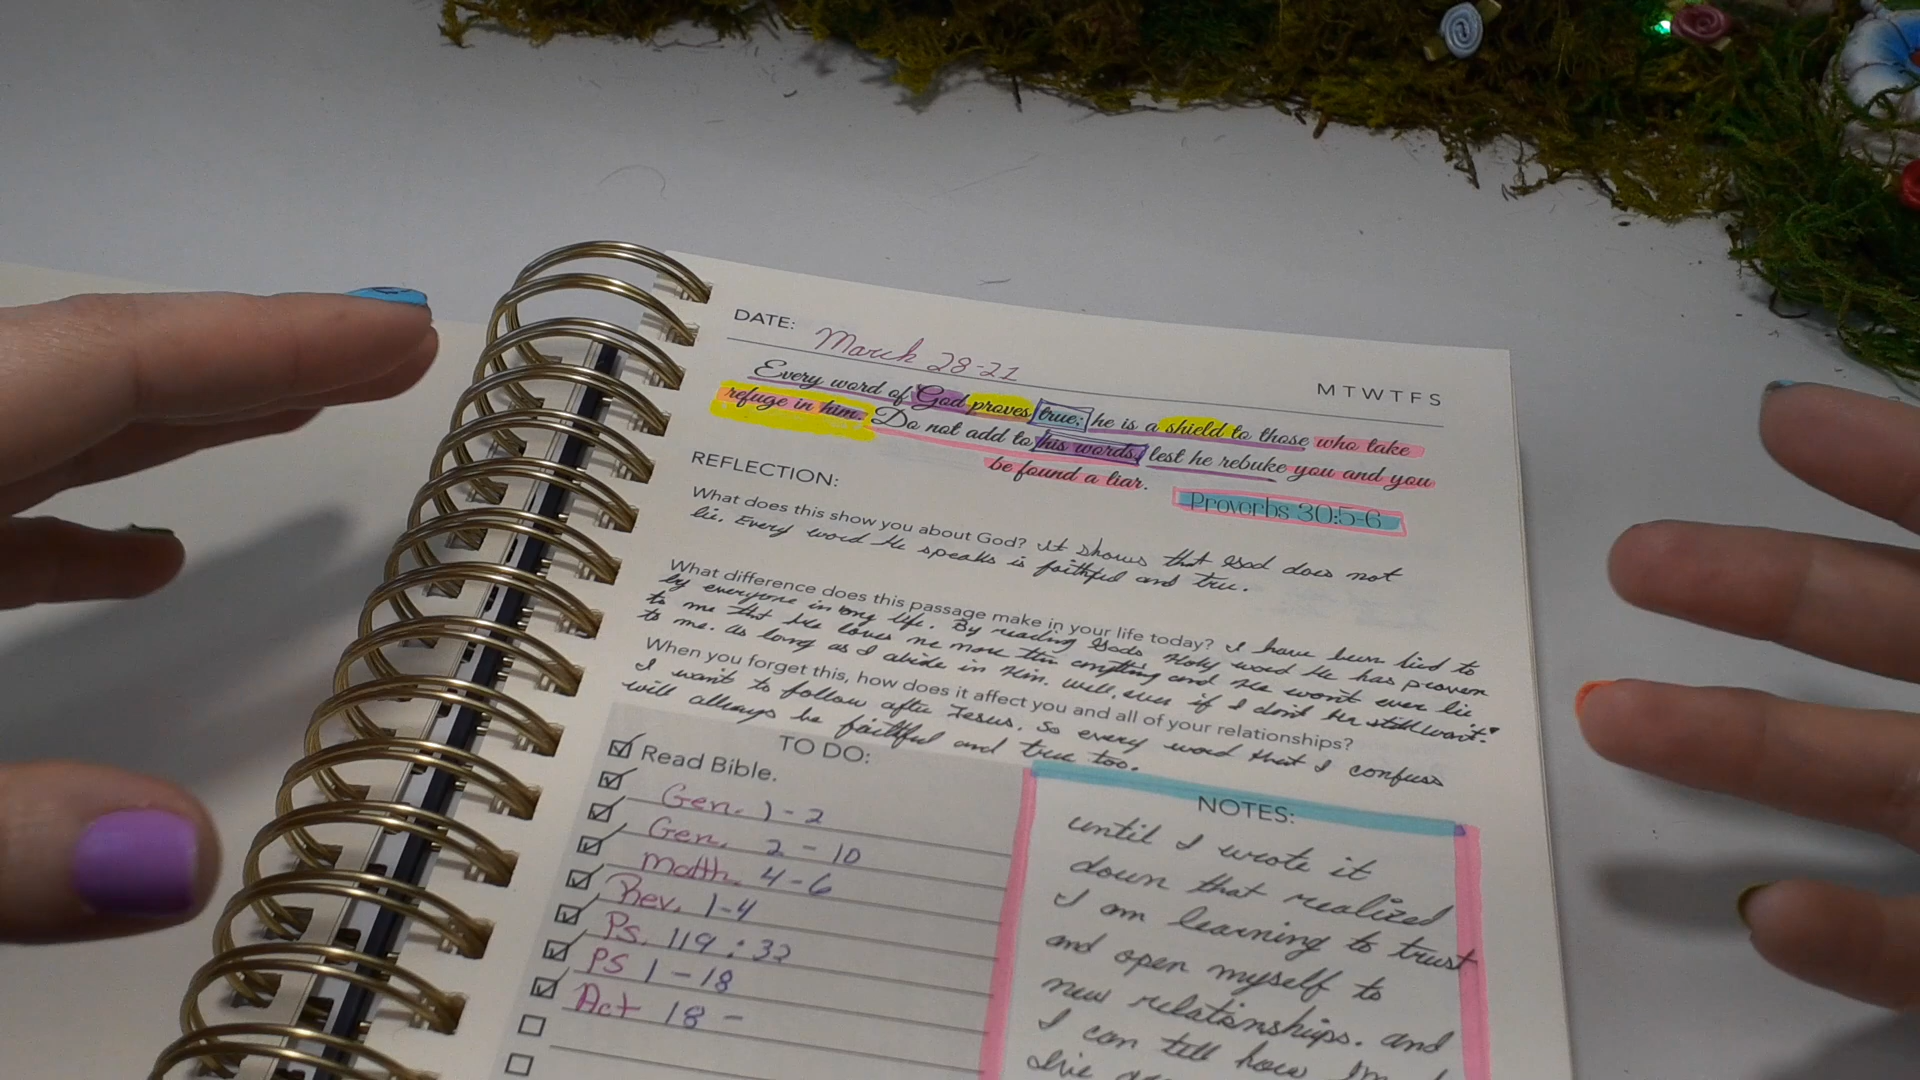 DATE: March 28-21
M T W T F S
Every word of God proves true; he is a shield to those who take
refuge in him. Do not add to his words, lest he rebuke you and you
be found a liar.
Proverbs 30:5-6
REFLECTION:
What does this show you about God? It shows that God does not
lie. Every word He speaks is faithful and true.
What difference does this passage make in your life today? I have been lied to
by everyone in my life. By reading Gods Holy word He has proven
to me that He loves me more than anything and He won't ever lie
to me. As long as I abide in Him. Well, even if I dont He still won't.
When you forget this, how does it affect you and all of your relationships?
I want to follow after Jesus. So every word that I confess
will always be faithful and true too.
TO DO:
Read Bible.
Gen. 1-2
Gen. 2-10
Matth. 4-6
Rev. 1-4
Ps. 119:32
PS 1-18
Act 18-
NOTES:
until I wrote it
down that realized
I am learning to trust
and open myself to
new relationships. and
I can tell how
I've